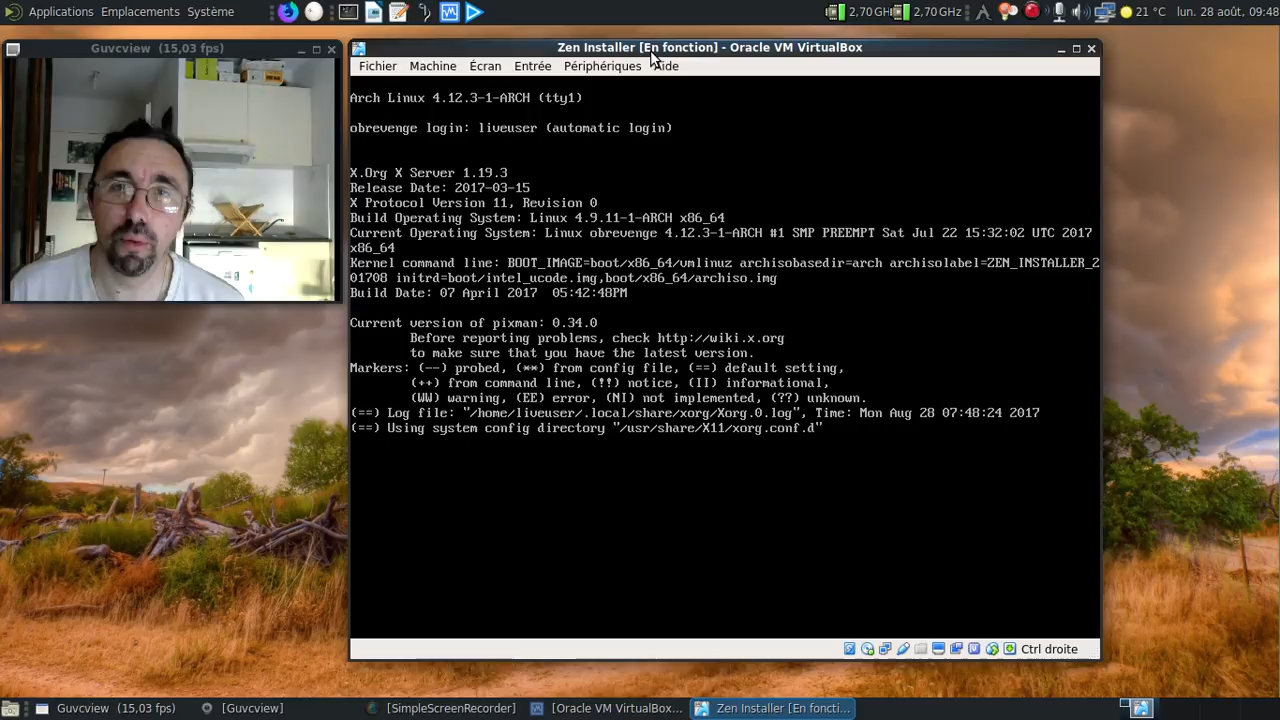 Applications Emplacements Système
2,70 GHz
2,70 GHz
21 °C
lun. 28 août, 09:48
Guvcview (15,03 fps)
Zen Installer [En fonction] - Oracle VM VirtualBox
Fichier Machine Écran Entrée Périphériques Aide
Arch Linux 4.12.3-1-ARCH (tty1)
obrevenge login: liveuser (automatic login)
X.Org X Server 1.19.3
Release Date: 2017-03-15
X Protocol Version 11, Revision 0
Build Operating System: Linux 4.9.11-1-ARCH x86_64
Current Operating System: Linux obrevenge 4.12.3-1-ARCH #1 SMP PREEMPT Sat Jul 22 15:32:02 UTC 2017
x86_64
Kernel command line: BOOT_IMAGE=boot/x86_64/vmlinuz archisobasedir=arch archisolabel=ZEN_INSTALLER_2
01708 initrd=boot/intel_ucode.img,boot/x86_64/archiso.img
Build Date: 07 April 2017  05:42:48PM
Current version of pixman: 0.34.0
Before reporting problems, check http://wiki.x.org
to make sure that you have the latest version.
Markers: (--) probed, (**) from config file, (==) default setting,
(++) from command line, (!!) notice, (II) informational,
(WW) warning, (EE) error, (NI) not implemented, (??) unknown.
(==) Log file: "/home/liveuser/.local/share/xorg/Xorg.0.log", Time: Mon Aug 28 07:48:24 2017
(==) Using system config directory "/usr/share/X11/xorg.conf.d"
Ctrl droite
Guvcview (15,03 fps)
[Guvcview]
[SimpleScreenRecorder]
[Oracle VM VirtualBox...
Zen Installer [En foncti...